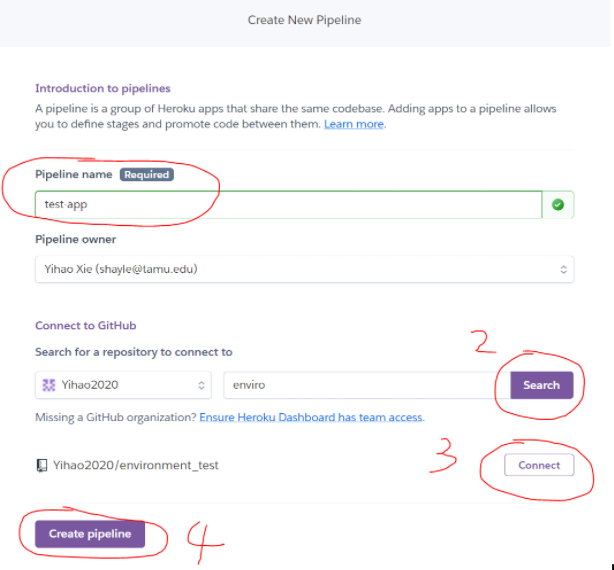 Create New Pipeline
Introduction to pipelines
A pipeline is a group of Heroku apps that share the same codebase. Adding apps to a pipeline allows
you to define stages and promote code between them. Learn more.
Pipeline name Required
test-app
Pipeline owner
Yihao Xie (shayle@tamu.edu)
Connect to GitHub
2
Search for a repository to connect to
Yihao2020 enviro Search
Missing a GitHub organization? Ensure Heroku Dashboard has team access.
Yihao2020/environment_test 3 Connect
Create pipeline 4